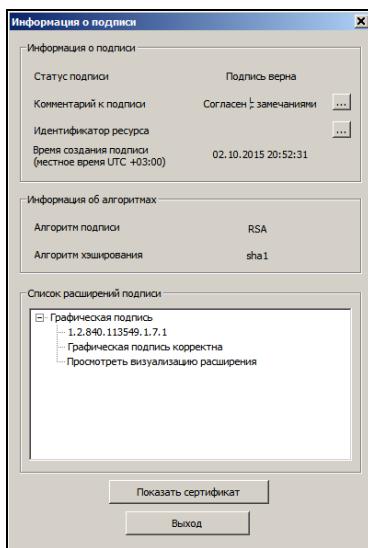 Информация о подписи
Информация о подписи
Статус подписи Подпись верна
Комментарий к подписи Согласен с замечаниями ...
Идентификатор ресурса ...
Время создания подписи
(местное время UTC +03:00) 02.10.2015 20:52:31
Информация об алгоритмах
Алгоритм подписи RSA
Алгоритм хэширования sha1
Список расширений подписи
Графическая подпись
1.2.840.113549.1.7.1
Графическая подпись корректна
Просмотреть визуализацию расширения
Показать сертификат
Выход